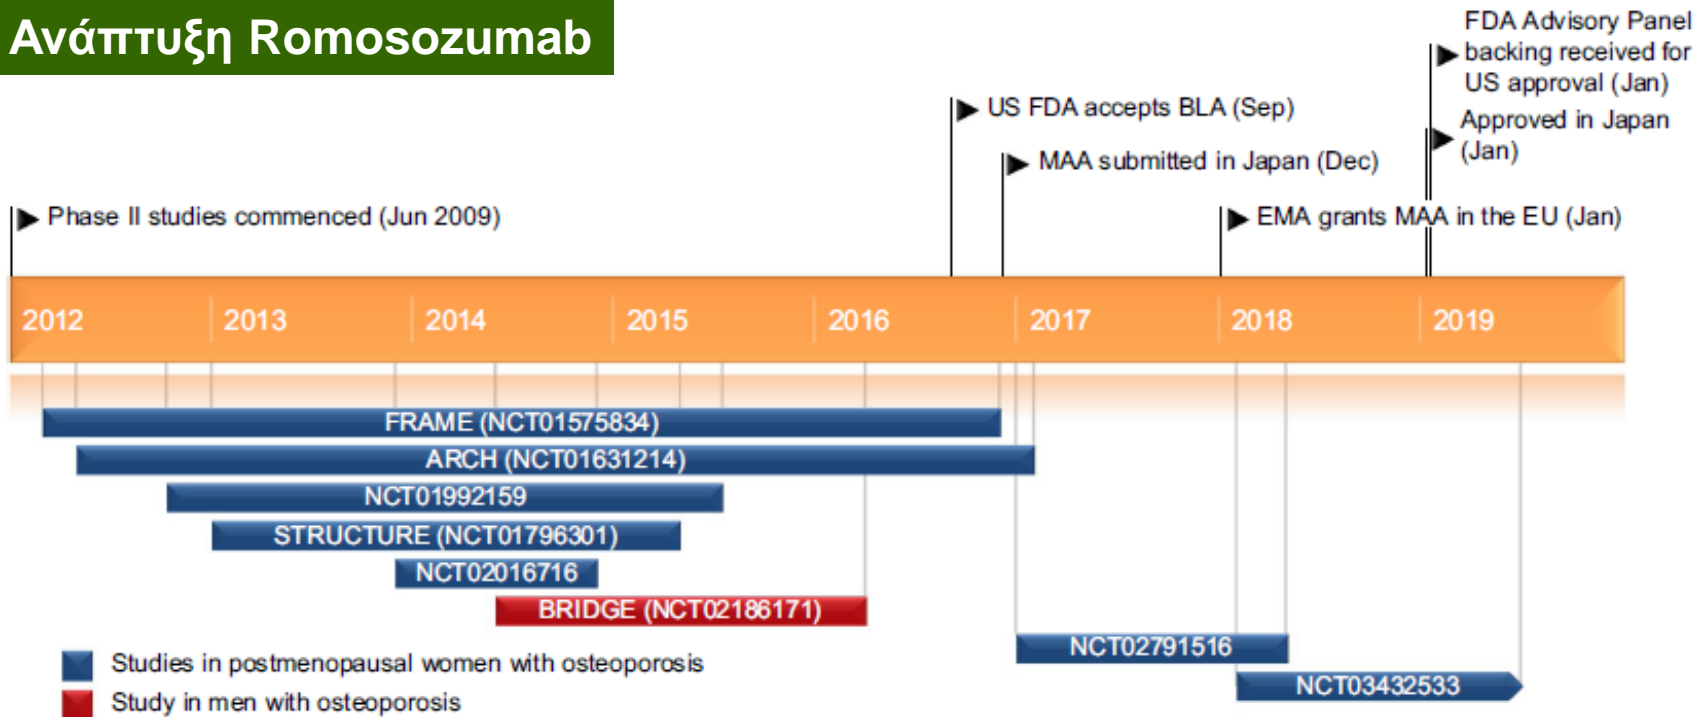 Ανάπτυξη Romosozumab
FDA Advisory Panel
backing received for
US approval (Jan)
US FDA accepts BLA (Sep)
Approved in Japan
(Jan)
MAA submitted in Japan (Dec)
Phase II studies commenced (Jun 2009)
EMA grants MAA in the EU (Jan)
2012 2013 2014 2015 2016 2017 2018 2019
FRAME (NCT01575834)
ARCH (NCT01631214)
NCT01992159
STRUCTURE (NCT01796301)
NCT02016716
BRIDGE (NCT02186171)
NCT02791516
NCT03432533
Studies in postmenopausal women with osteoporosis
Study in men with osteoporosis